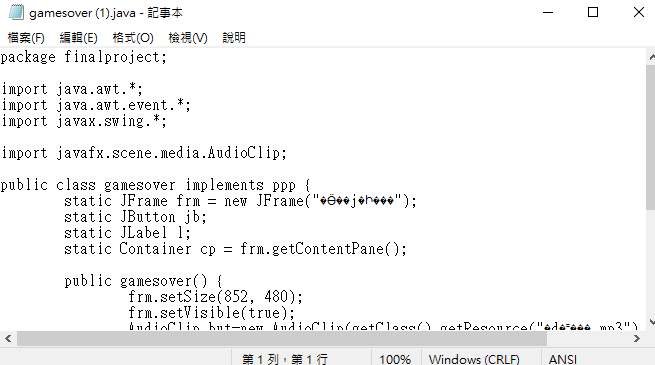 gamesover (1).java - 記事本
檔案(F) 編輯(E) 格式(O) 檢視(V) 說明
package finalproject;
import java.awt.*;
import java.awt.event.*;
import javax.swing.*;
import javafx.scene.media.AudioClip;
public class gamesover implements ppp {
static JFrame frm = new JFrame("�Ӫ��j�һ���");
static JButton jb;
static JLabel l;
static Container cp = frm.getContentPane();
public gamesover() {
frm.setSize(852, 480);
frm.setVisible(true);
AudioClip but=new AudioClip(getClass().getResource(" .mp3")
第 1 列，第 1 行 100% Windows (CRLF) ANSI